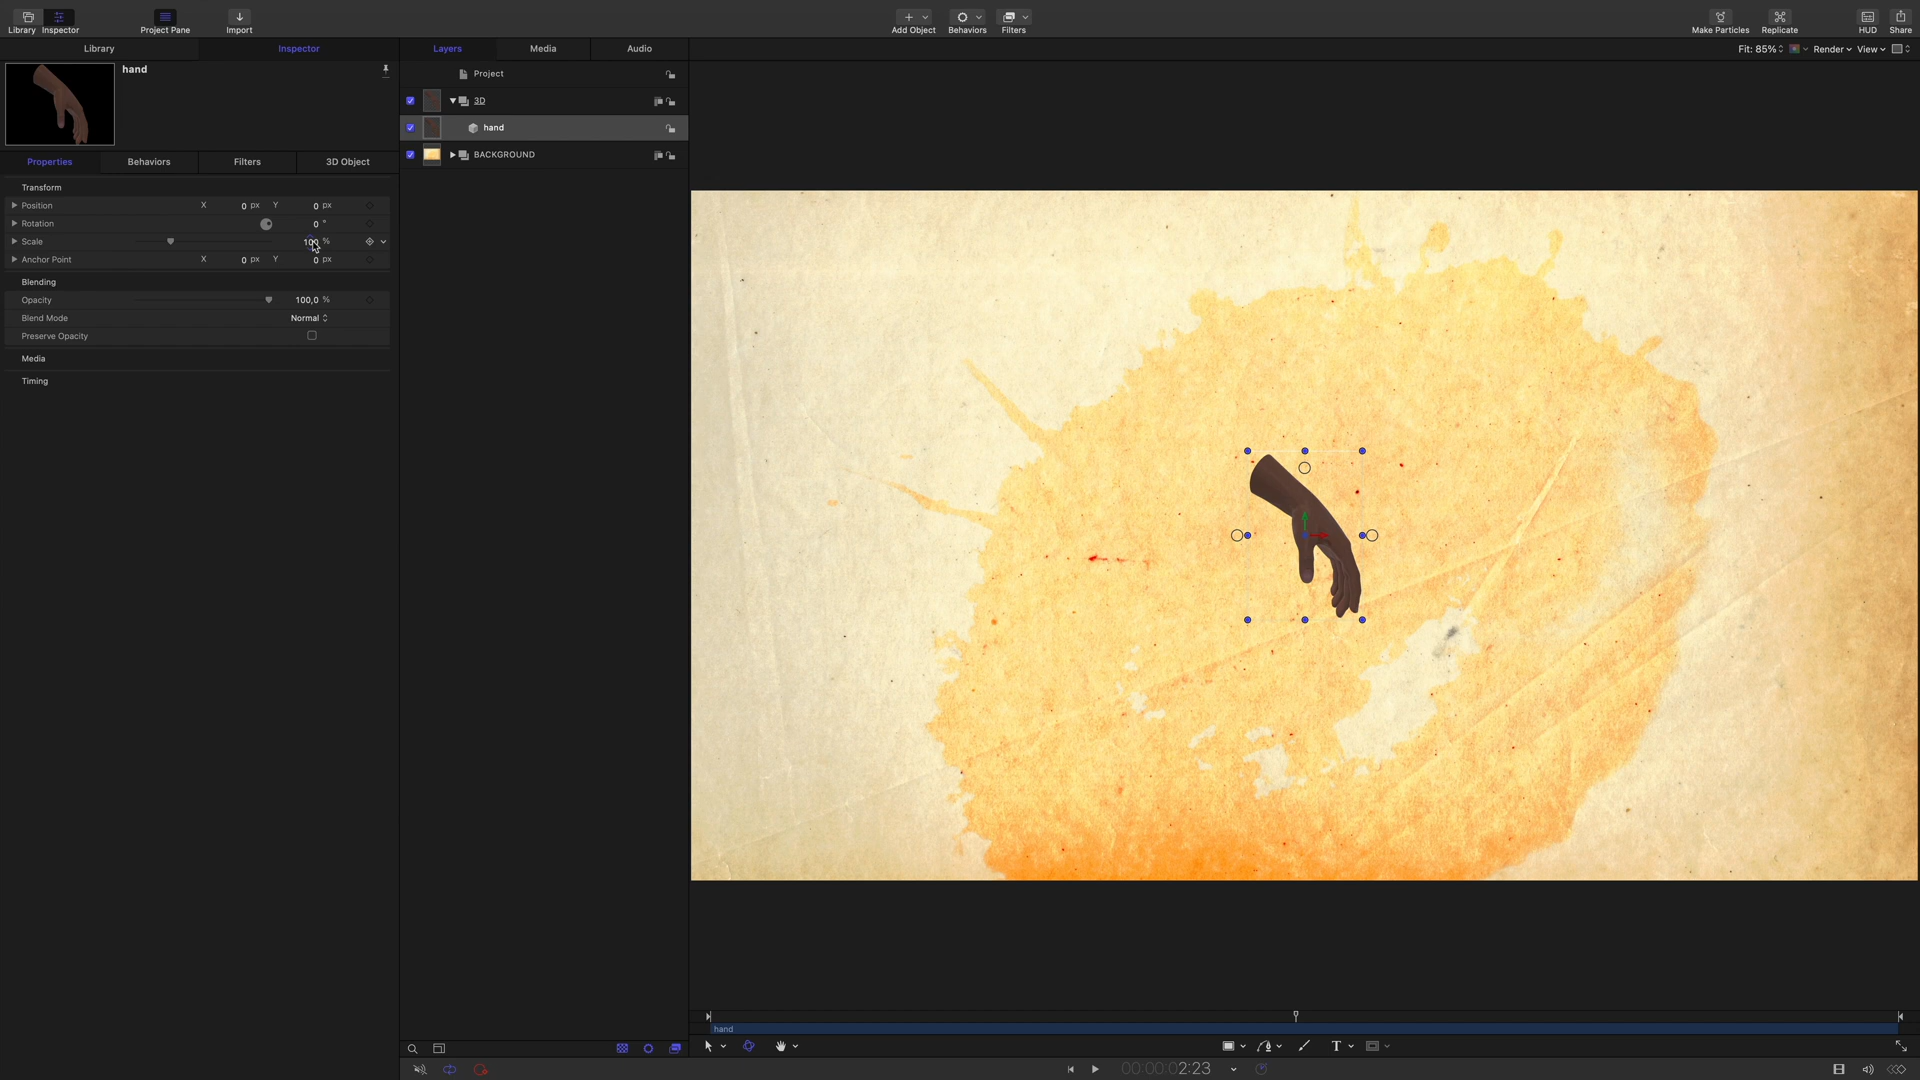 Library Inspector Project Pane Import Add Object Behaviors Filters Make Particles Replicate HUD Share
Library Inspector Layers Media Audio Fit: 85% Render View
hand
Project
3D
hand
BACKGROUND
Properties Behaviors Filters 3D Object
Transform
Position X 0 px Y 0 px
Rotation 0 °
Scale 100 %
Anchor Point X 0 px Y 0 px
Blending
Opacity 100,0 %
Blend Mode Normal
Preserve Opacity
Media
Timing
hand
T
00:00:02:23